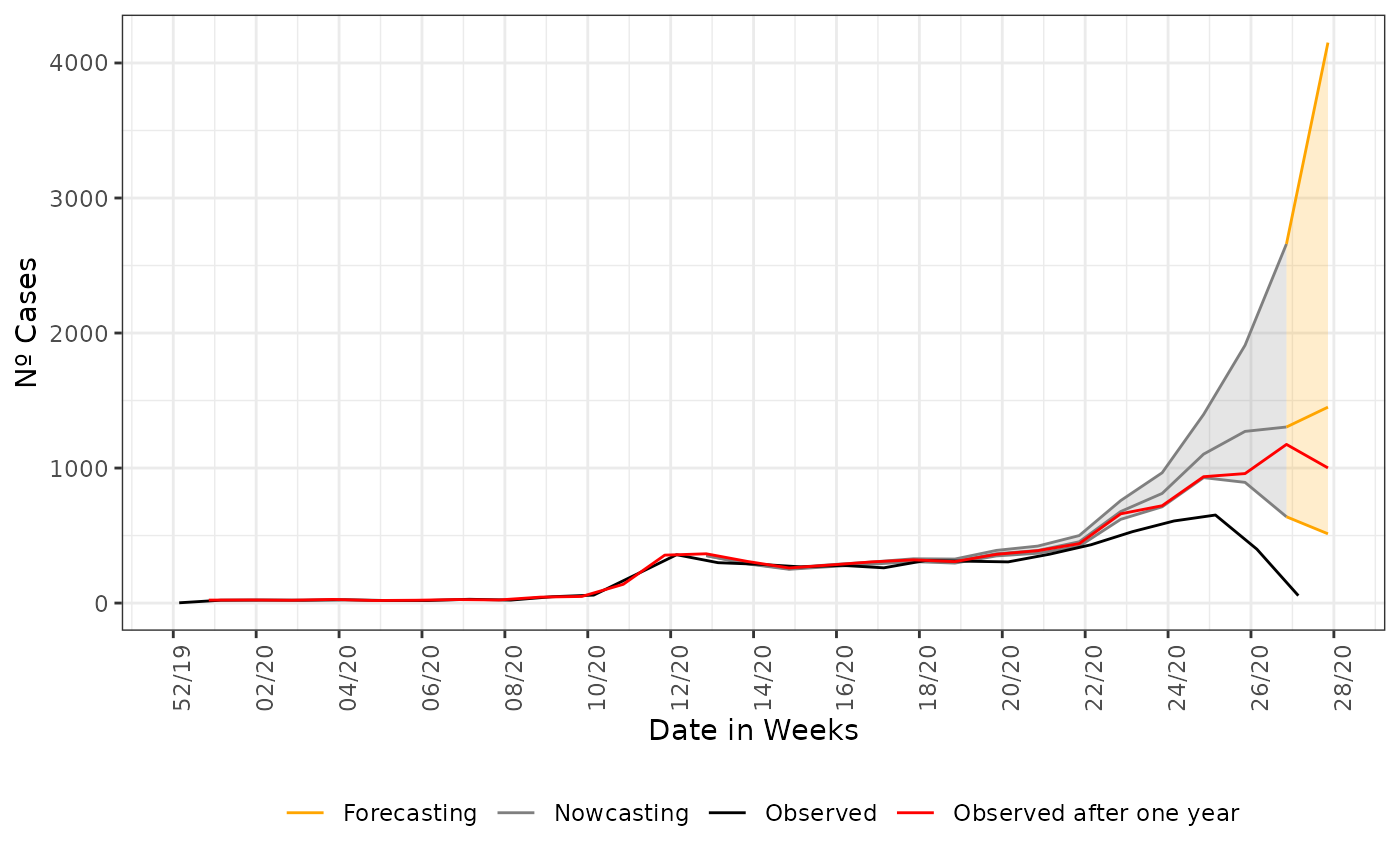 4000
3000
2000
1000
0
Nº Cases
52/19 02/20 04/20 06/20 08/20 10/20 12/20 14/20 16/20 18/20 20/20 22/20 24/20 26/20 28/20
Date in Weeks
Forecasting Nowcasting Observed Observed after one year